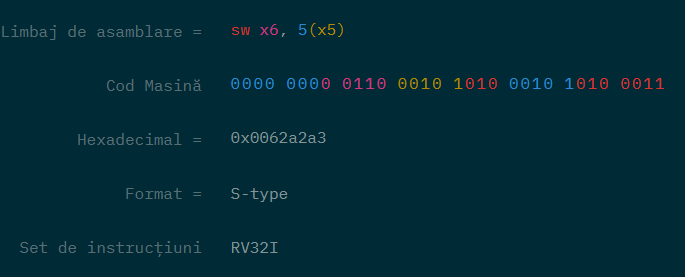 Limbaj de asamblare = sw x6, 5(x5)
Cod Masină 0000 0000 0110 0010 1010 0010 1010 0011
Hexadecimal = 0x0062a2a3
Format = S-type
Set de instrucțiuni RV32I